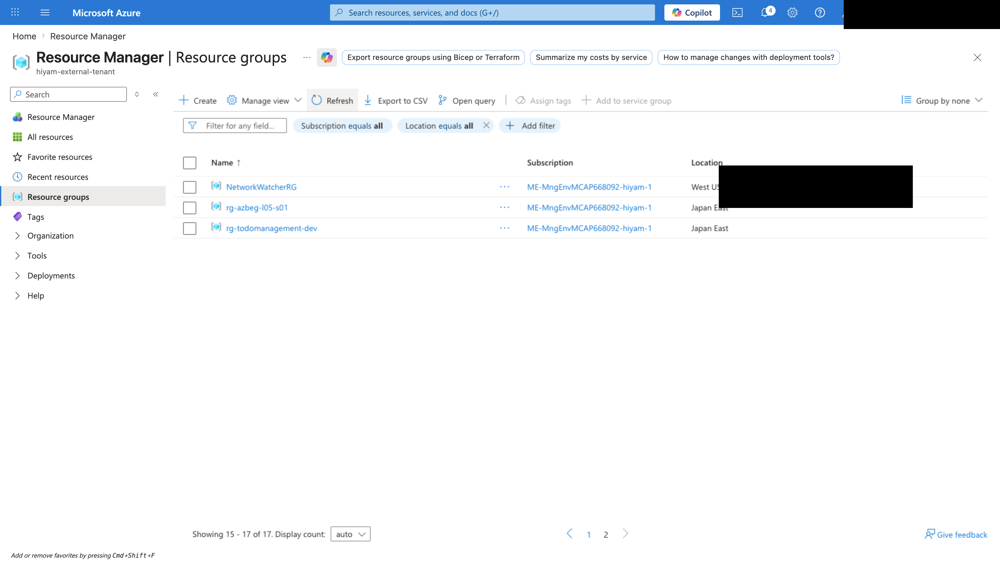 Microsoft Azure
Search resources, services, and docs (G+/)
Copilot
4
Home > Resource Manager
Resource Manager | Resource groups
...
Export resource groups using Bicep or Terraform
Summarize my costs by service
How to manage changes with deployment tools?
hiyam-external-tenant
Search
Resource Manager
All resources
Favorite resources
Recent resources
Resource groups
Tags
Organization
Tools
Deployments
Help
Create Manage view Refresh Export to CSV Open query | Assign tags Add to service group Group by none
Filter for any field... Subscription equals all Location equals all Add filter
Name ↑ Subscription Location
NetworkWatcherRG ... ME-MngEnvMCAP668092-hiyam-1 West
rg-azbeg-l05-s01 ... ME-MngEnvMCAP668092-hiyam-1 Japan East
rg-todomanagement-dev ... ME-MngEnvMCAP668092-hiyam-1 Japan East
Showing 15 - 17 of 17. Display count: auto
1 2
Give feedback
Add or remove favorites by pressing Cmd+Shift+F